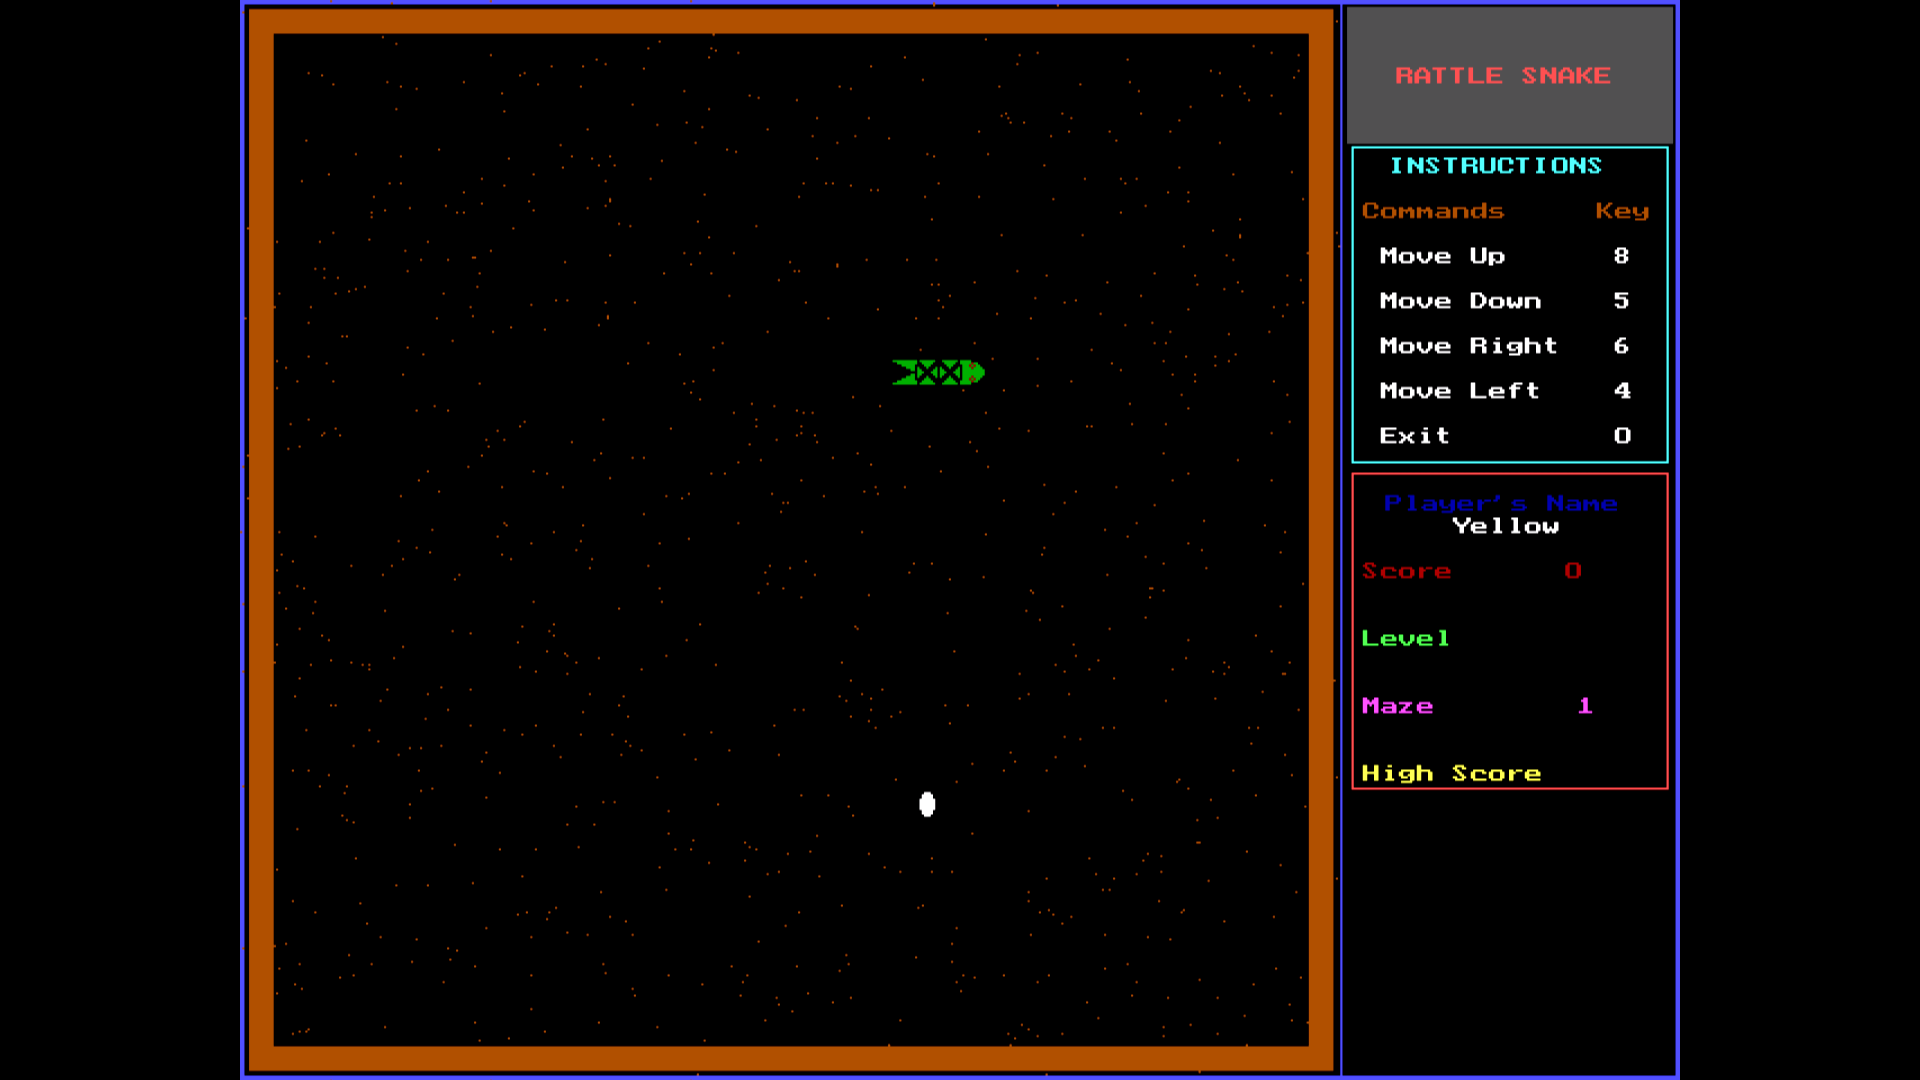 RATTLE SNAKE
INSTRUCTIONS
Commands Key
Move Up 8
Move Down 5
Move Right 6
Move Left 4
Exit 0
Player's Name
Yellow
Score 0
Level
Maze 1
High Score